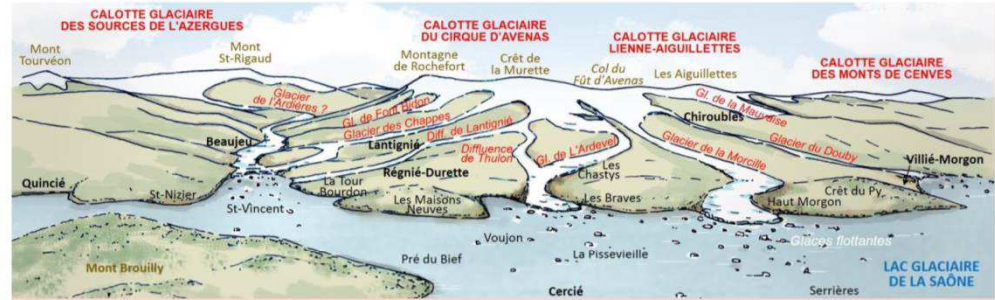 CALOTTE GLACIAIRE
DES SOURCES DE L'AZERGUES
CALOTTE GLACIAIRE
DU CIRQUE D'AVENAS
CALOTTE GLACIAIRE
LIENNE-AIGUILLETTES
CALOTTE GLACIAIRE
DES MONTS DE CENVES
Mont
Tourvéon
Mont
St-Rigaud
Montagne
de Rochefort
Crêt de
la Murette
Col du
Fût d'Avenas
Les Aiguillettes
Glacier
de l'Ardières ?
Gl. de Font Bidon
Glacier des Chappes
Diff. de Lantignié
Diffluence
de Thulon
Gl. de L'Ardevel
Gl. de la Mauvaise
Chiroubles
Glacier du Douby
Glacier de la Morcille
Beaujeu
Lantignié
Régnié-Durette
Les
Chastys
Villié-Morgon
Quincié
St-Nizier
St-Vincent
La Tour
Bourdon
Les Maisons
Neuves
Les Braves
Crêt du Py
Haut Morgon
Voujon
Glaces flottantes
Mont Brouilly
Pré du Bief
La Pissevieille
LAC GLACIAIRE
DE LA SAÔNE
Cercié
Serrières